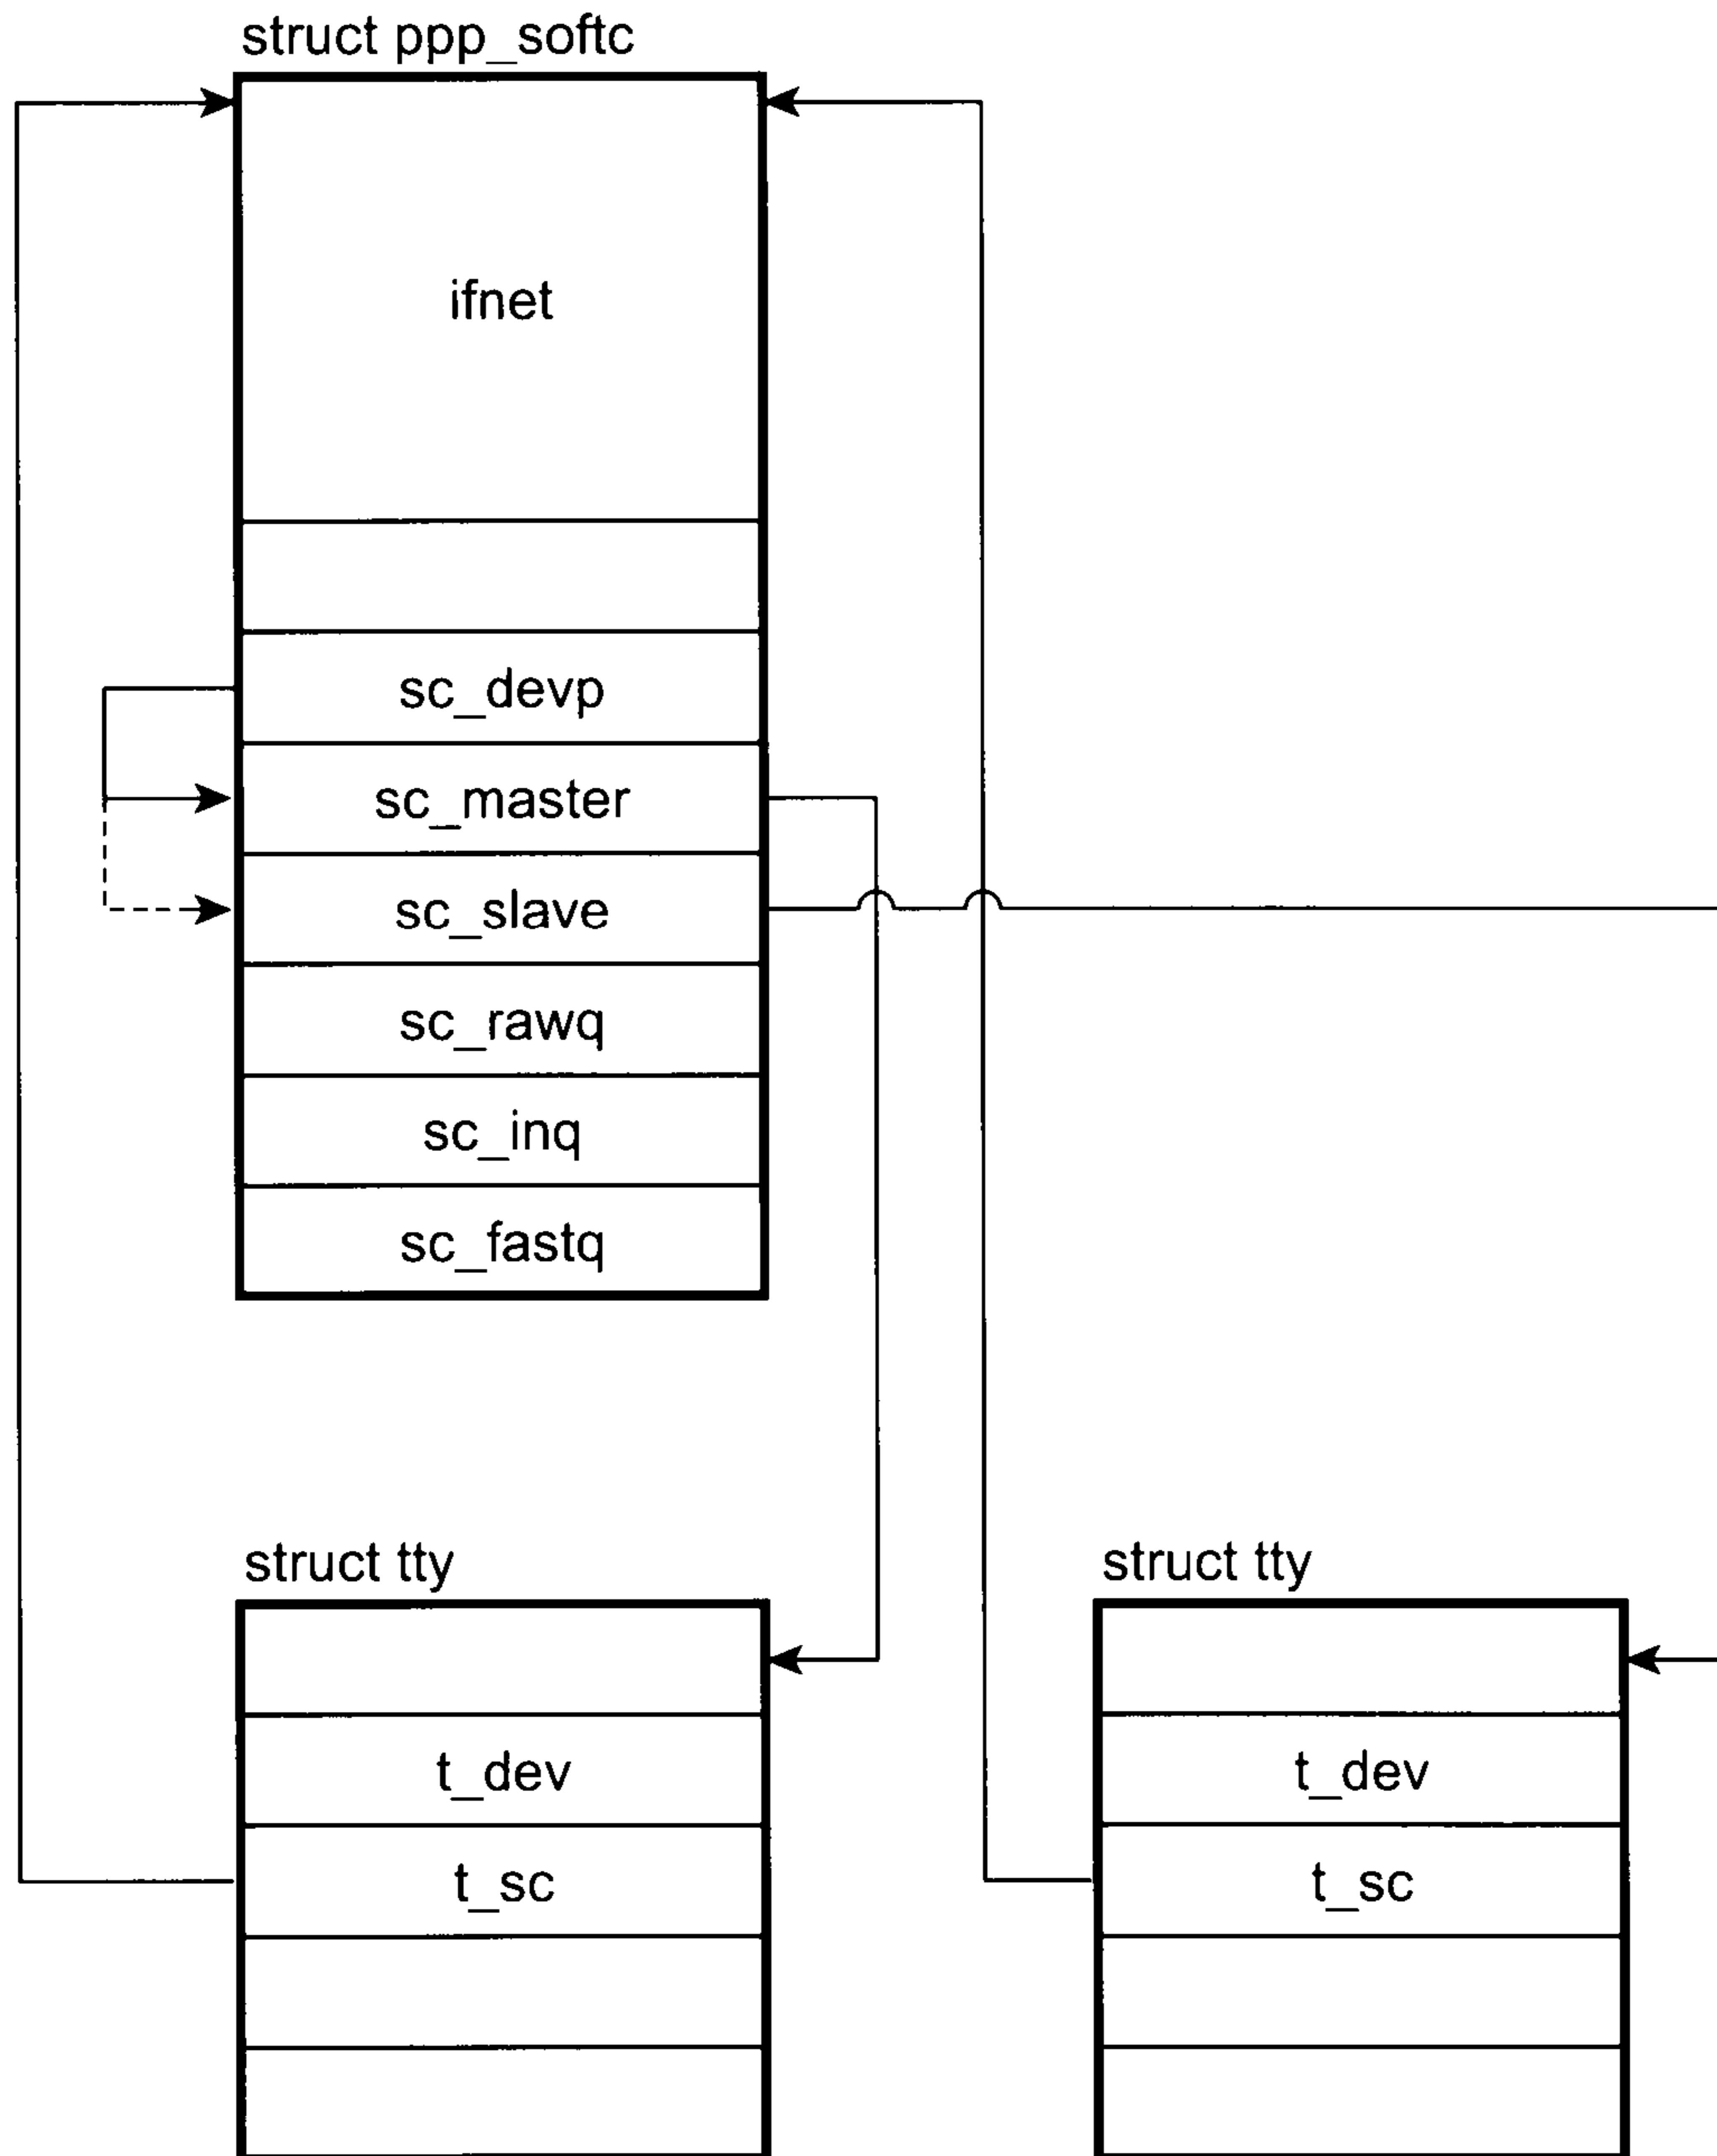 struct ppp_softc
ifnet
sc_devp
sc_master
sc_slave
sc_rawq
sc_inq
sc_fastq
struct tty
t_dev
t_sc
struct tty
t_dev
t_sc